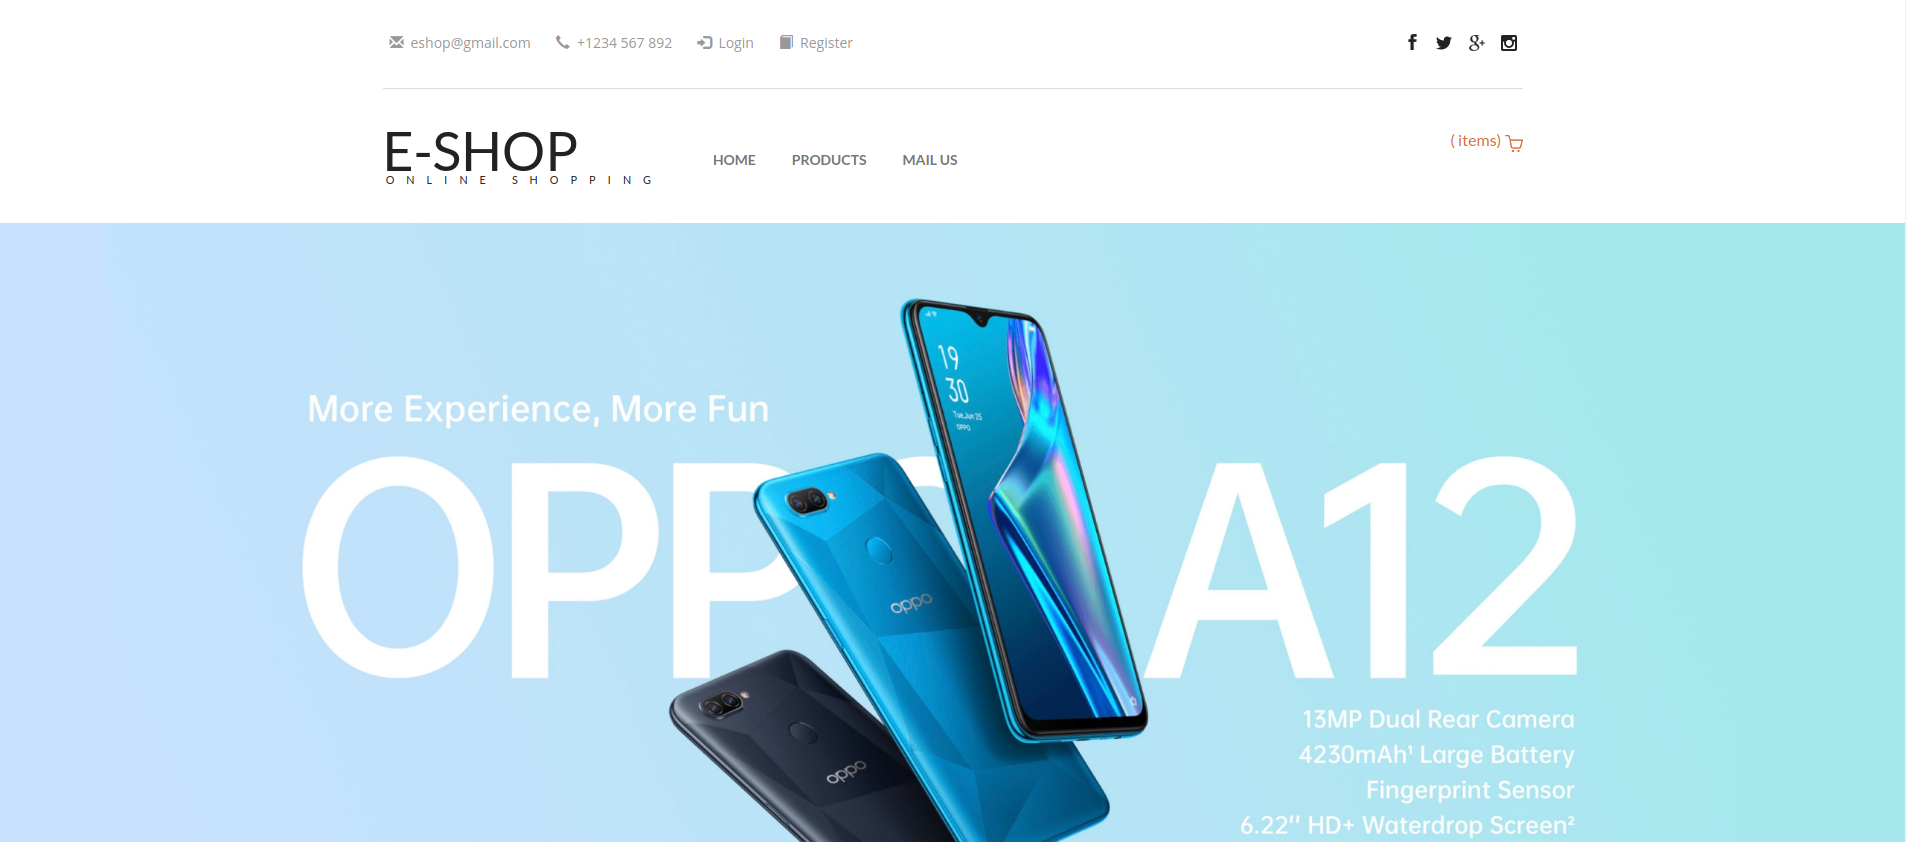 eshop@gmail.com +1234 567 892 Login Register
E-SHOP
ONLINE SHOPPING
HOME PRODUCTS MAIL US
( items)
More Experience, More Fun
OPPO A12
19
30
Tue, Jun 25
OPPO
oppo
oppo
13MP Dual Rear Camera
4230mAh¹ Large Battery
Fingerprint Sensor
6.22″ HD+ Waterdrop Screen²